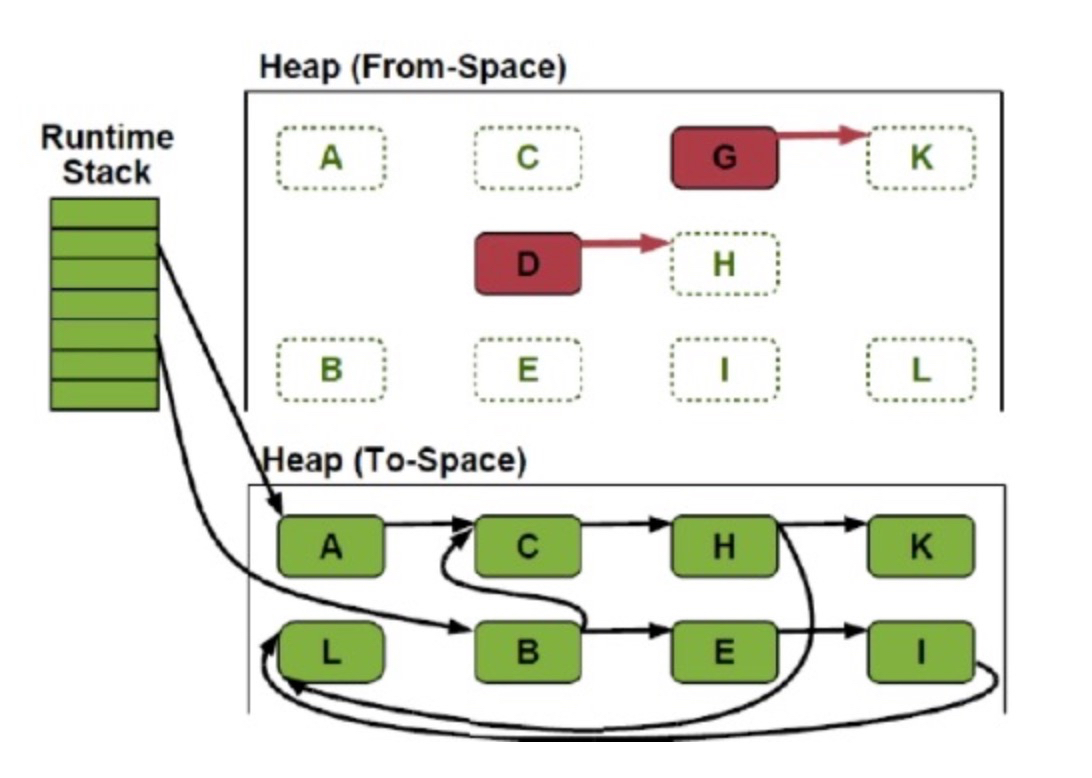 Heap (From-Space)
Runtime
Stack
A
C
G
K
D
H
B
E
I
L
Heap (To-Space)
A
C
H
K
L
B
E
I